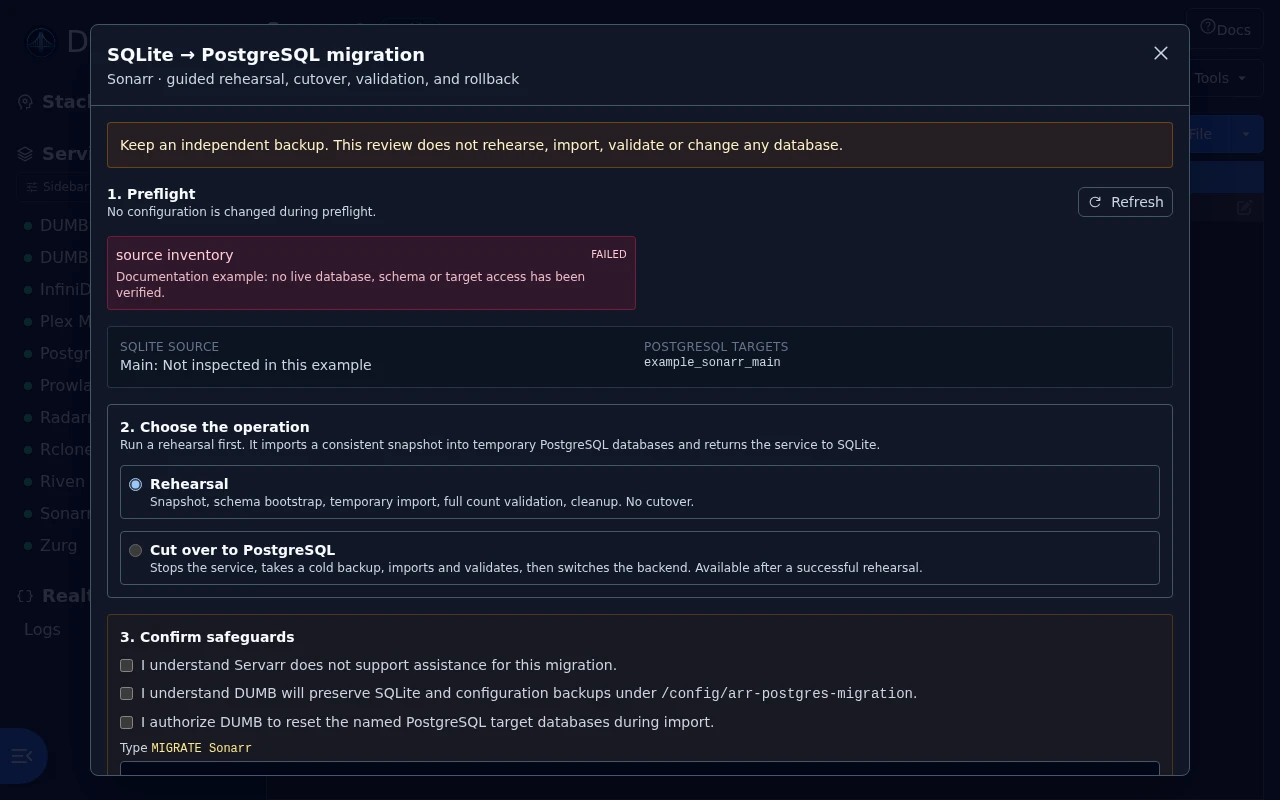 SQLite → PostgreSQL migration
Sonarr · guided rehearsal, cutover, validation, and rollback
Docs
Tools
File
Keep an independent backup. This review does not rehearse, import, validate or change any database.
1. Preflight
No configuration is changed during preflight.
Refresh
source inventory
FAILED
Documentation example: no live database, schema or target access has been
verified.
SQLITE SOURCE
Main: Not inspected in this example
POSTGRESQL TARGETS
example_sonarr_main
2. Choose the operation
Run a rehearsal first. It imports a consistent snapshot into temporary PostgreSQL databases and returns the service to SQLite.
Rehearsal
Snapshot, schema bootstrap, temporary import, full count validation, cleanup. No cutover.
Cut over to PostgreSQL
Stops the service, takes a cold backup, imports and validates, then switches the backend. Available after a successful rehearsal.
3. Confirm safeguards
I understand Servarr does not support assistance for this migration.
I understand DUMB will preserve SQLite and configuration backups under /config/arr-postgres-migration.
I authorize DUMB to reset the named PostgreSQL target databases during import.
Type MIGRATE Sonarr
D
Stac
Servi
Sidebar
DUMB
DUMB
InfiniD
Plex M
Postgr
Prowla
Radarr
Rclone
Riven
Sonarr
Zurg
Realt
Logs